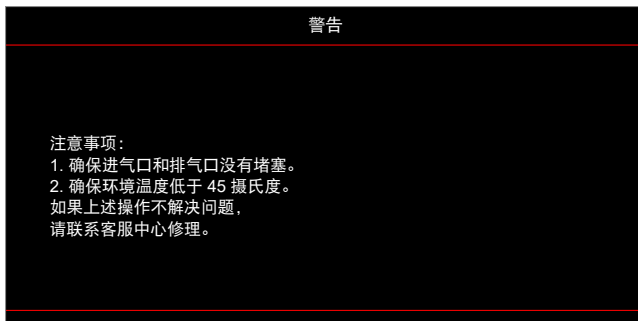 警告
注意事项：
1. 确保进气口和排气口没有堵塞。
2. 确保环境温度低于 45 摄氏度。
如果上述操作不解决问题，
请联系客服中心修理。